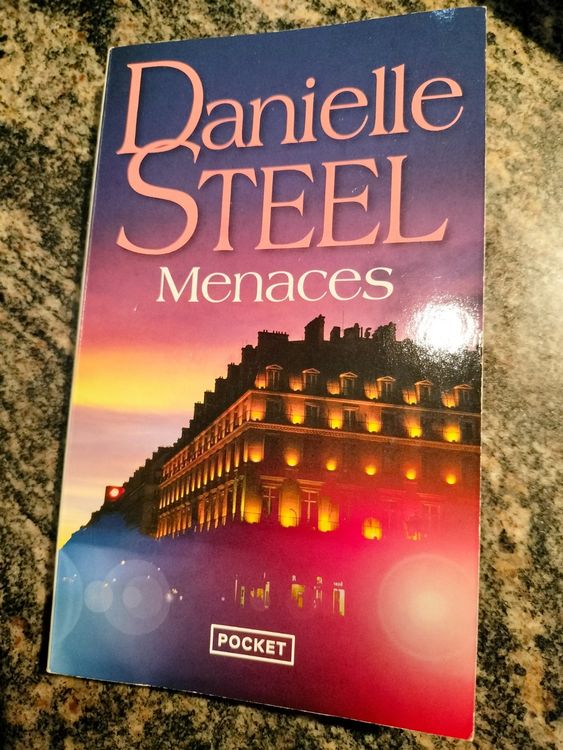 Danielle
STEEL
Menaces
POCKET